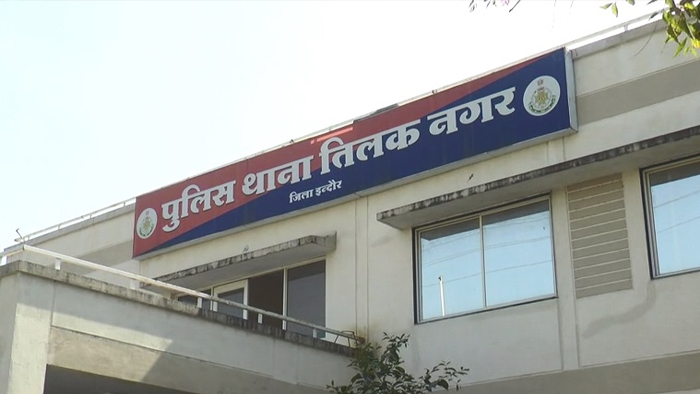 पुलिस थाना तिलक नगर
जिला इन्दौर